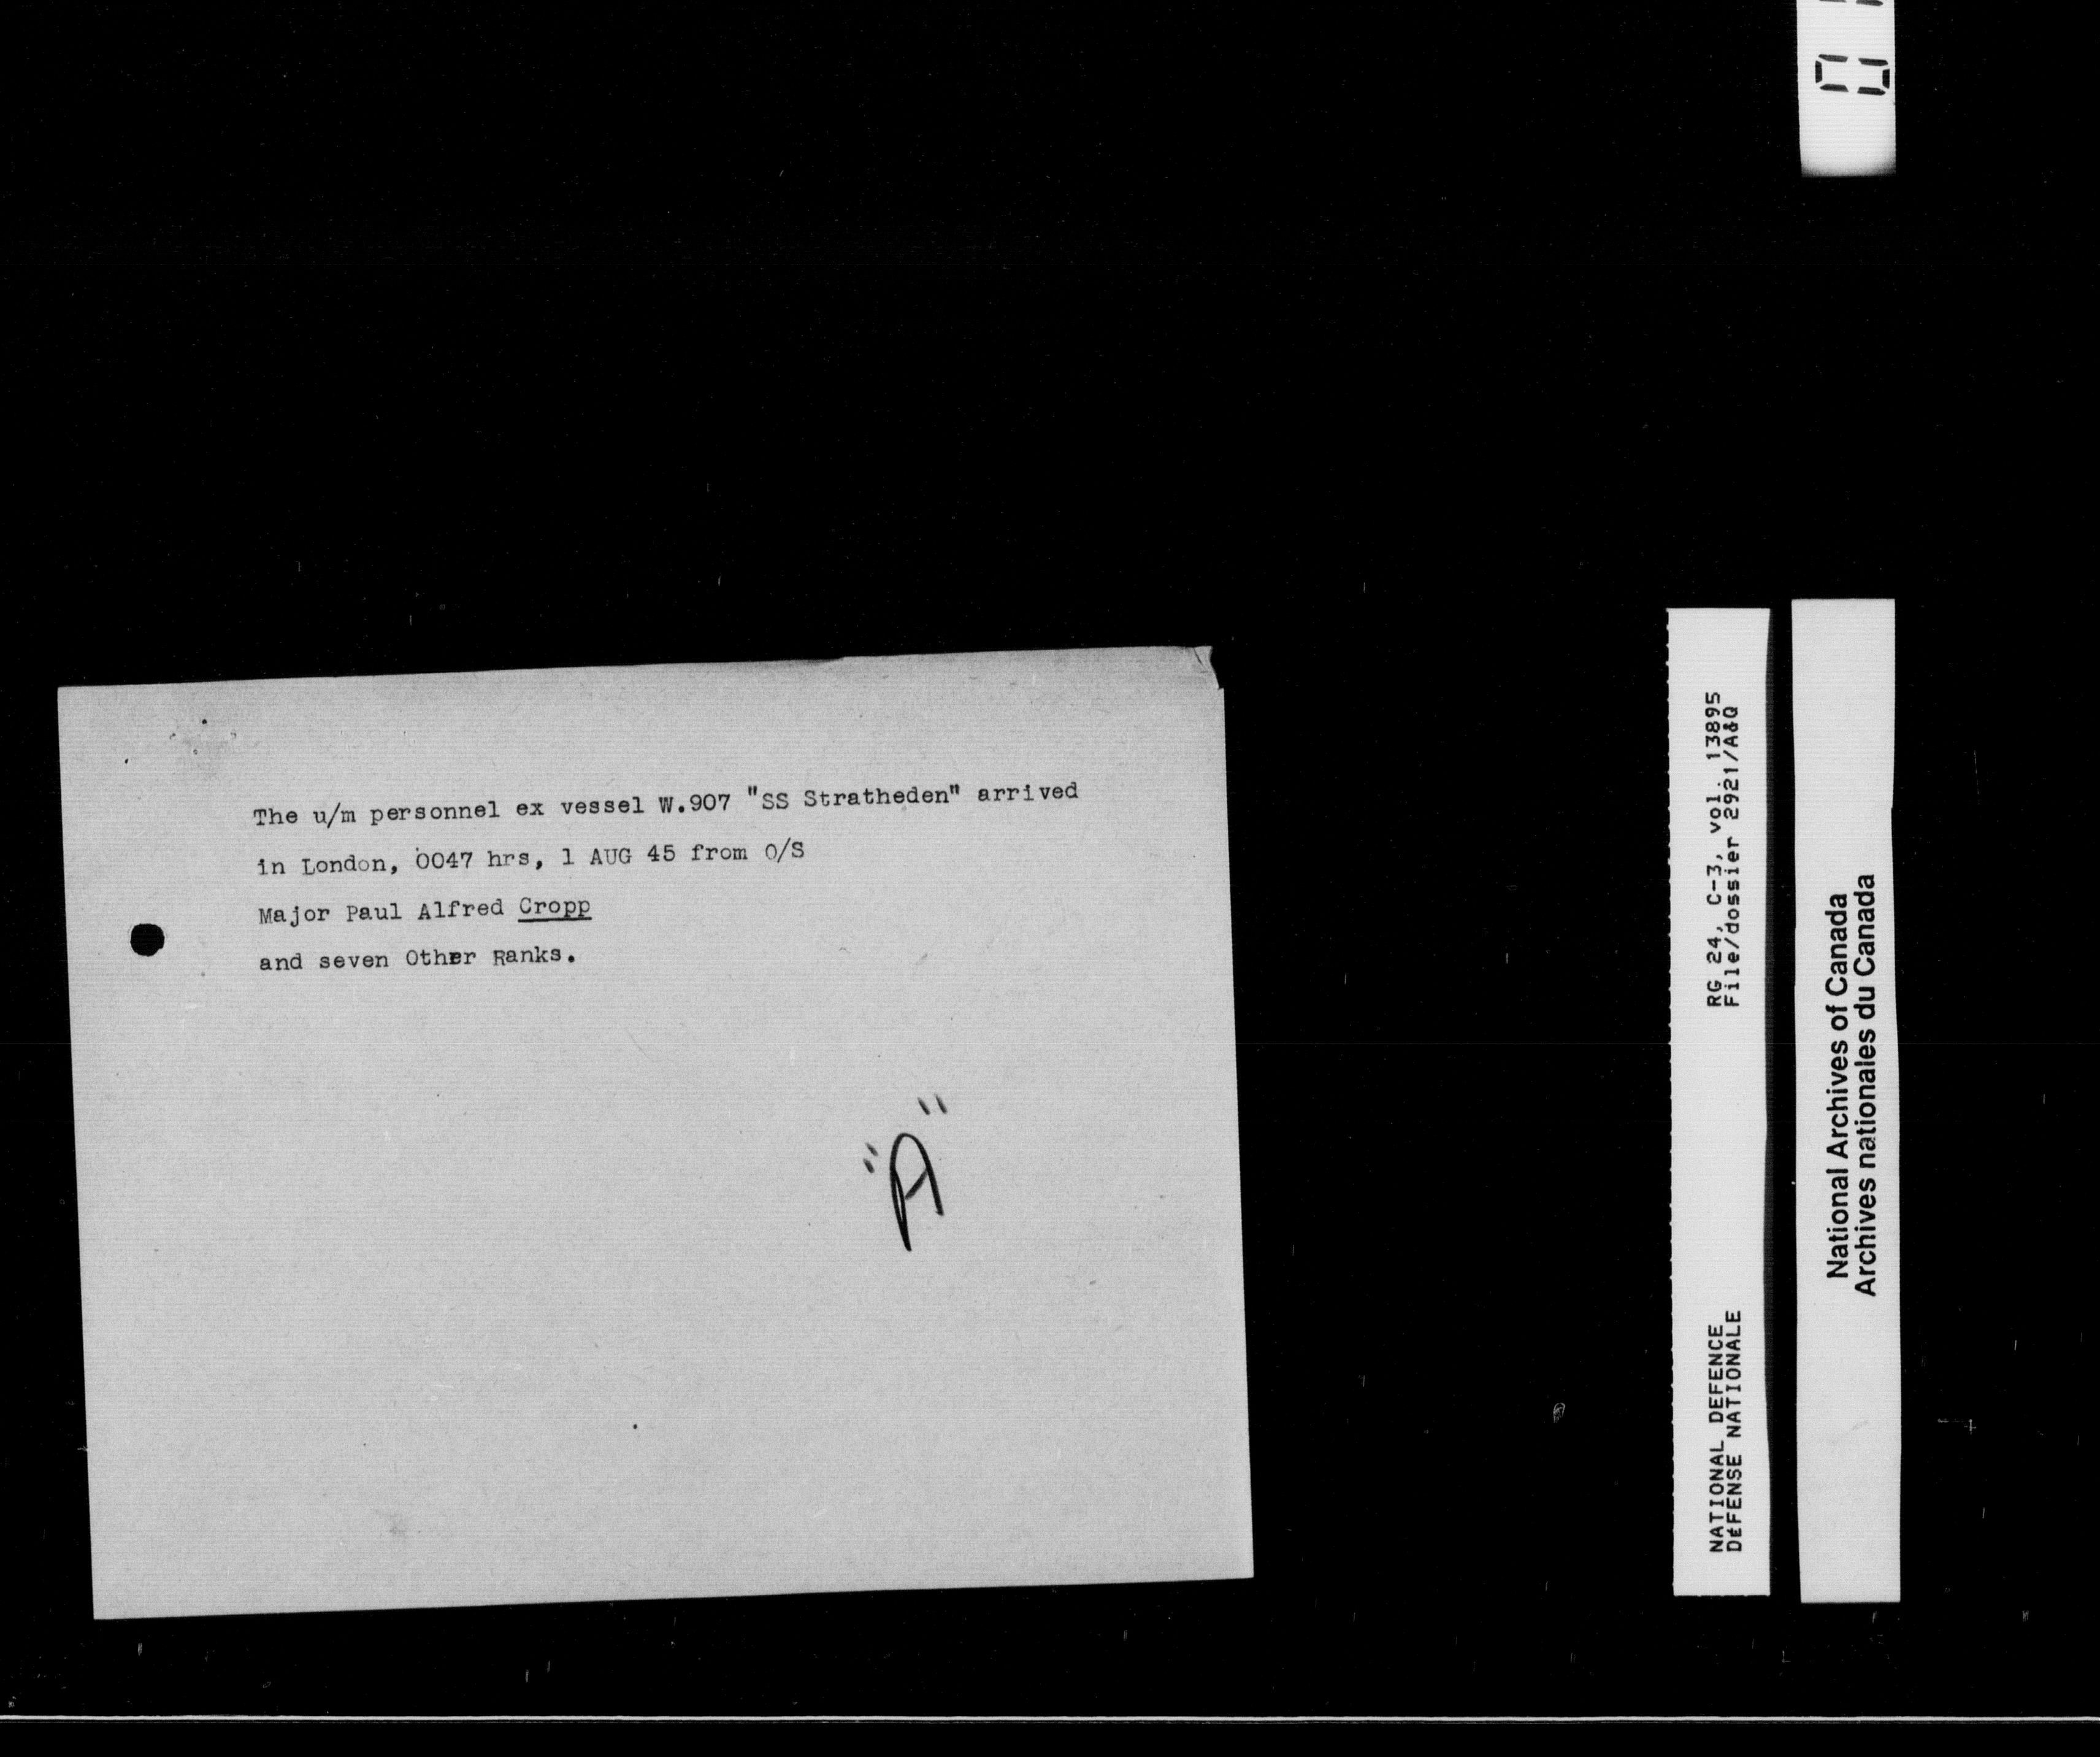 The u/m personnel ex vessel W.907 "SS Stratheden" arrived
in London, 0047 hrs, 1 AUG 45 from O/S
Major Paul Alfred Cropp
and seven Other Ranks.
"A"
RG 24, C-3, vol. 13895
File/dossier 2921/A&Q
NATIONAL DEFENCE
DÉFENSE NATIONALE
National Archives of Canada
Archives nationales du Canada